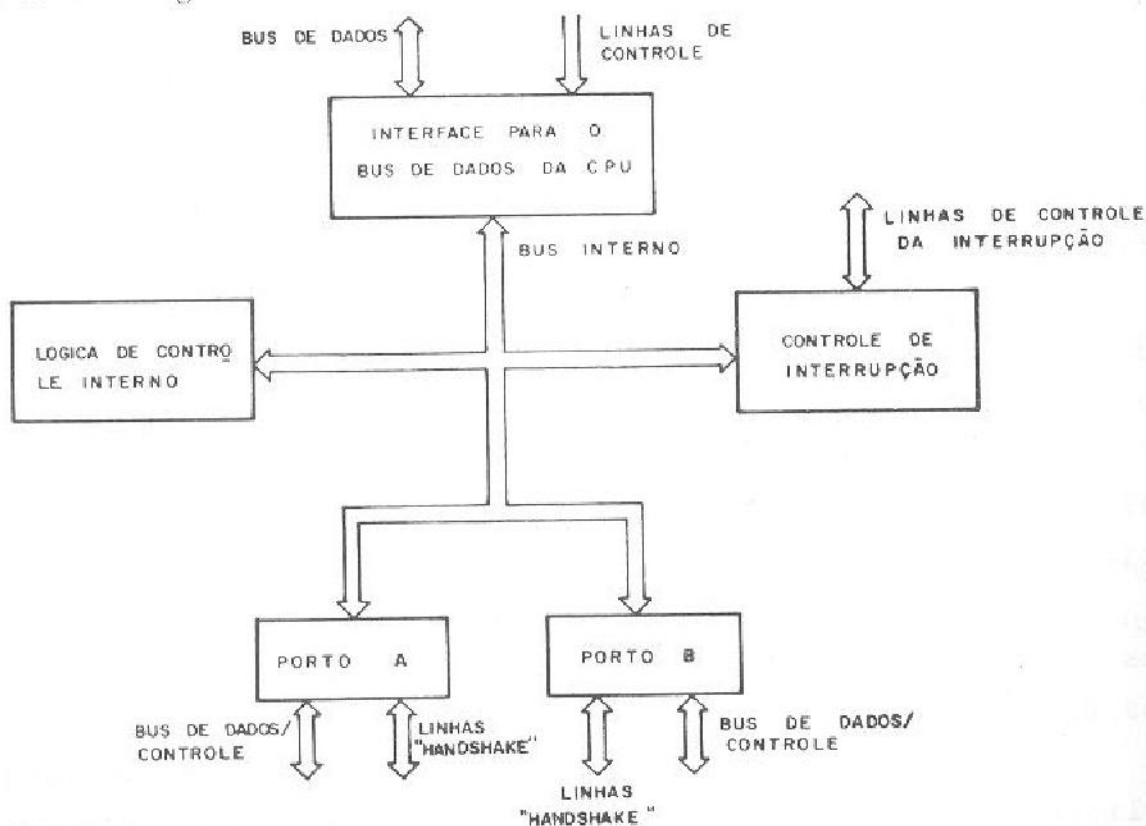 BUS DE DADOS
LINHAS DE
CONTROLE
INTERFACE PARA O
BUS DE DADOS DA CPU
BUS INTERNO
LINHAS DE CONTROLE
DA INTERRUPÇÃO
LOGICA DE CONTRO
LE INTERNO
CONTROLE DE
INTERRUPÇÃO
PORTO A
PORTO B
BUS DE DADOS/
CONTROLE
LINHAS
"HANDSHAKE"
LINHAS
"HANDSHAKE"
BUS DE DADOS/
CONTROLE